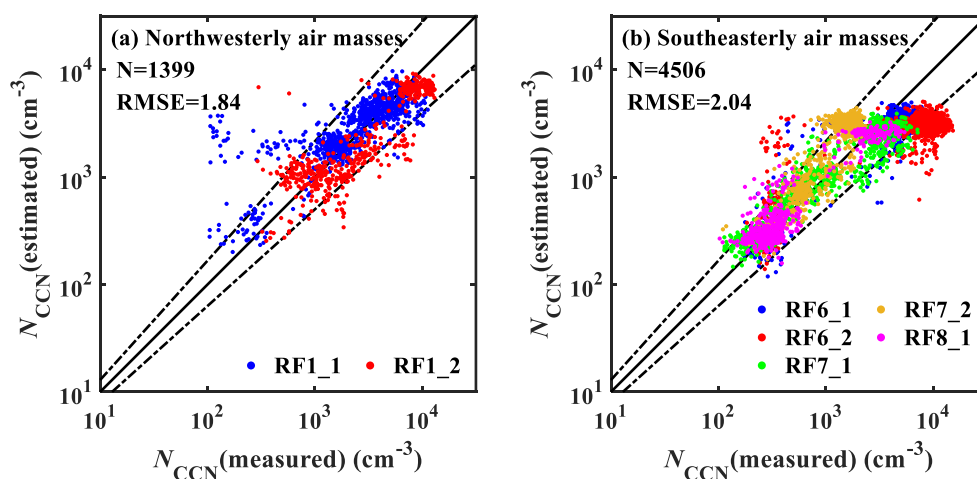 (a) Northwesterly air masses
N=1399
RMSE=1.84
N_CCN(estimated) (cm^-3)
10^4
10^3
10^2
10^1
RF1_1
RF1_2
10^1 10^2 10^3 10^4
N_CCN(measured) (cm^-3)
(b) Southeasterly air masses
N=4506
RMSE=2.04
N_CCN(estimated) (cm^-3)
10^4
10^3
10^2
10^1
RF6_1 RF7_2
RF6_2 RF8_1
RF7_1
10^1 10^2 10^3 10^4
N_CCN(measured) (cm^-3)